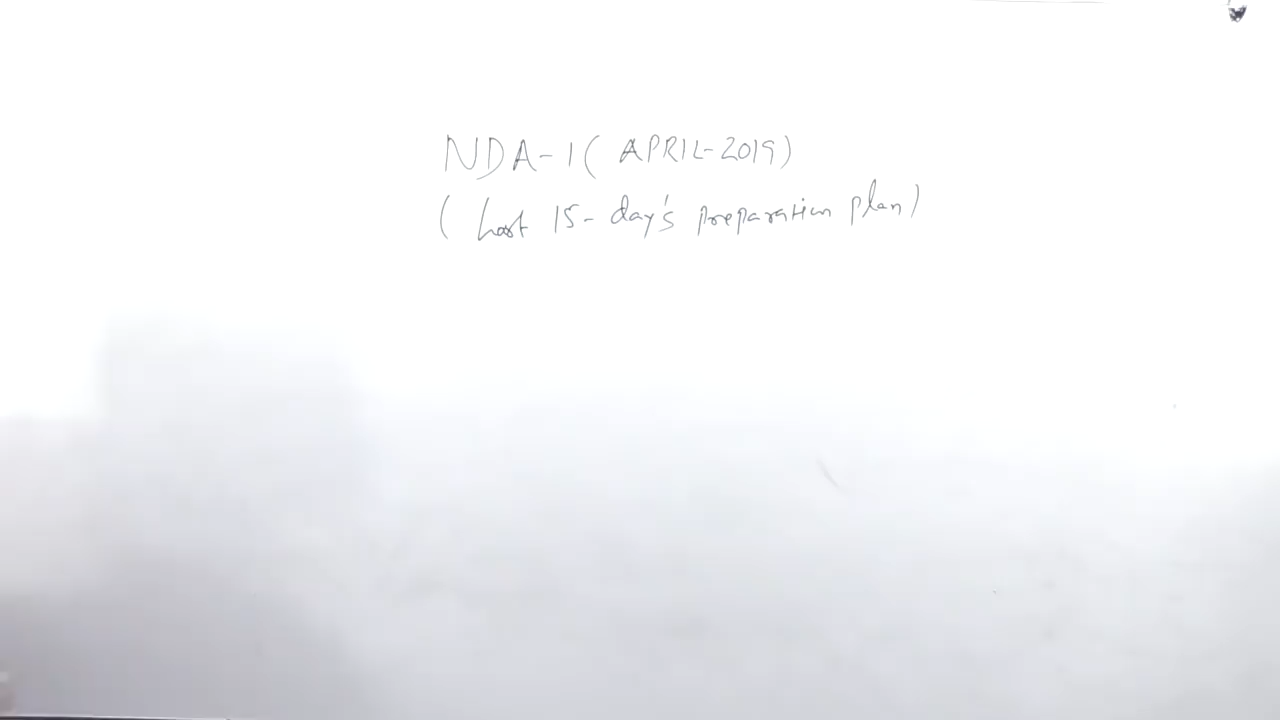 NDA-1 ( APRIL-2019)
( Last 15-day's preparation plan)